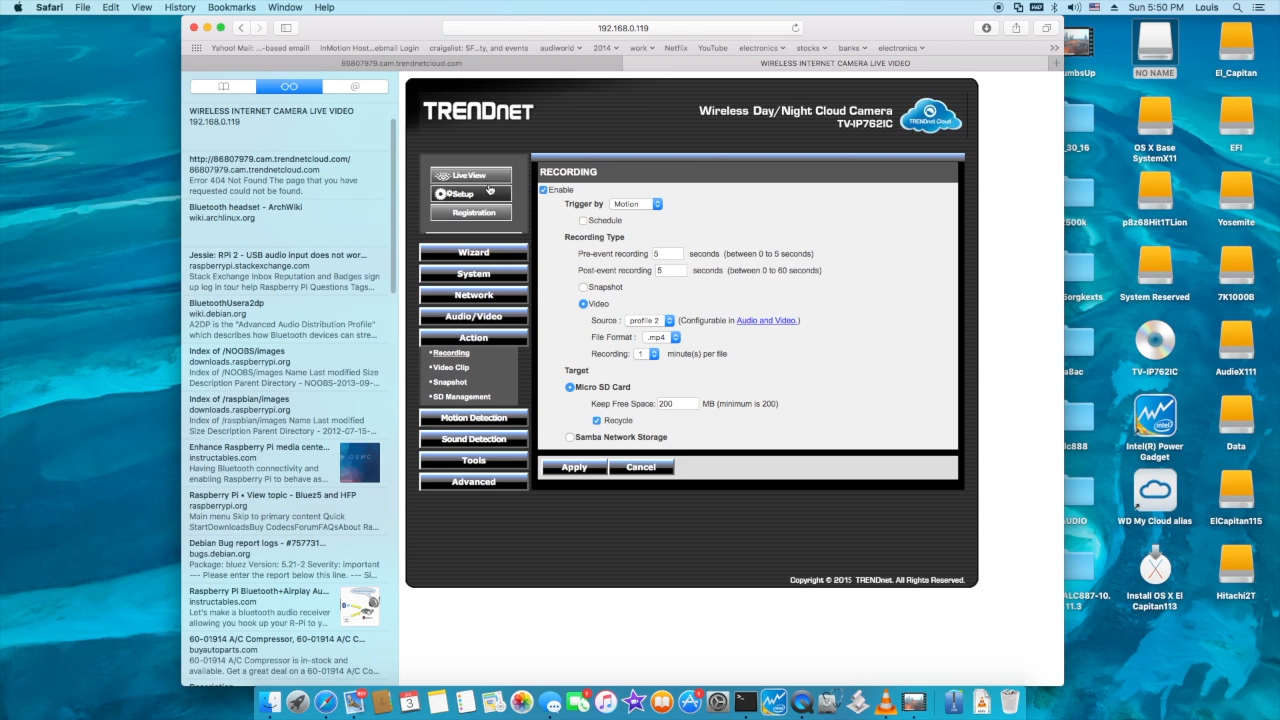 Safari File Edit View History Bookmarks Window Help
Sun 5:50 PM Louis
192.168.0.119
Yahoo! Mail: ...-based email! InMotion Host...ebmail Login craigslist: SF...ty, and events audiworld 2014 work Netflix YouTube electronics stocks banks electronics
86807979.cam.trendnetcloud.com
WIRELESS INTERNET CAMERA LIVE VIDEO
WIRELESS INTERNET CAMERA LIVE VIDEO
192.168.0.119
http://86807979.cam.trendnetcloud.com/
86807979.cam.trendnetcloud.com
Error 404 Not Found The page that you have
requested could not be found.
Bluetooth headset - ArchWiki
wiki.archlinux.org
Jessie: RPi 2 - USB audio input does not wor...
raspberrypi.stackexchange.com
Stack Exchange Inbox Reputation and Badges sign
up log in tour help Raspberry Pi Questions Tags...
BluetoothUsera2dp
wiki.debian.org
A2DP is the "Advanced Audio Distribution Profile"
which describes how Bluetooth devices can stre...
Index of /NOOBS/images
downloads.raspberrypi.org
Index of /NOOBS/images Name Last modified Size
Description Parent Directory - NOOBS-2013-09-...
Index of /raspbian/images
downloads.raspberrypi.org
Index of /raspbian/images Name Last modified
Size Description Parent Directory - 2012-07-15-...
Enhance Raspberry Pi media cente...
instructables.com
Having Bluetooth connectivity and
enabling Raspberry Pi to behave as...
Raspberry Pi • View topic - Bluez5 and HFP
raspberrypi.org
Main menu Skip to primary content Quick
StartDownloadsBuy CodecsForumFAQsAbout Ra...
Debian Bug report logs - #757731...
bugs.debian.org
Package: bluez Version: 5.21-2 Severity: important
--- Please enter the report below this line. --- Si...
Raspberry Pi Bluetooth+Airplay Au...
instructables.com
Let's make a bluetooth audio receiver
allowing you hook up your R-Pi to y...
60-01914 A/C Compressor, 60-01914 A/C C...
buyautoparts.com
60-01914 A/C Compressor is in-stock and
available. Get a great deal on a 60-01914 A/C Co...
TRENDnet
Wireless Day/Night Cloud Camera
TV-IP762IC
TRENDnet Cloud
Live View
Setup
Registration
Wizard
System
Network
Audio/Video
Action
Recording
Video Clip
Snapshot
SD Management
Motion Detection
Sound Detection
Tools
Advanced
RECORDING
Enable
Trigger by Motion
Schedule
Recording Type
Pre-event recording 5 seconds (between 0 to 5 seconds)
Post-event recording 5 seconds (between 0 to 60 seconds)
Snapshot
Video
Source : profile 2 (Configurable in Audio and Video.)
File Format : .mp4
Recording: 1 minute(s) per file
Target
Micro SD Card
Keep Free Space: 200 MB (minimum is 200)
Recycle
Samba Network Storage
Apply Cancel
Copyright © 2015 TRENDnet. All Rights Reserved.
umbsUp
NO NAME
El_Capitan
_30_16
OS X Base
SystemX11
EFI
500k
p8z68Hit1TLion
Yosemite
6orgkexts
System Reserved
7K1000B
a8ac
TV-IP762IC
AudieX111
alc888
Intel(R) Power
Gadget
Data
AUDIO
WD My Cloud alias
ElCapitan115
ALC887-10.
11.3
Install OS X El
Capitan113
Hitachi2T